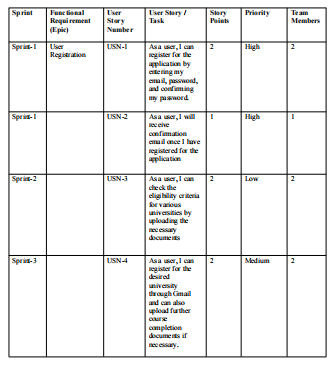 Sprint Functional Requirement (Epic) User Story Number User Story / Task Story Points Priority Team Members
Sprint-1 User Registration USN-1 As a user, I can register for the application by entering my email, password, and confirming my password. 2 High 2
Sprint-1 USN-2 As a user, I will receive confirmation email once I have registered for the application 1 High 1
Sprint-2 USN-3 As a user, I can check the eligibility criteria for various universities by uploading the necessary documents 2 Low 2
Sprint-3 USN-4 As a user, I can register for the desired university through Gmail and can also upload further course completion documents if necessary. 2 Medium 2